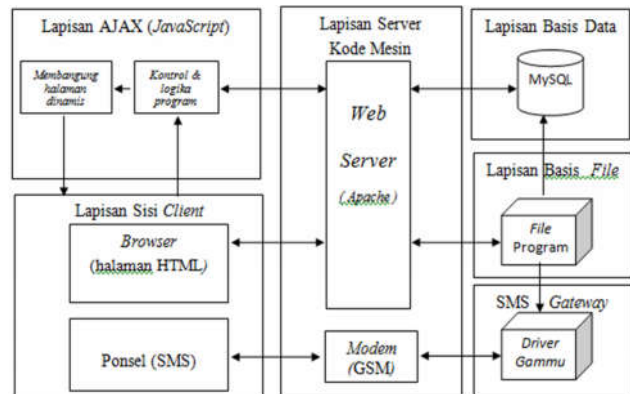 Lapisan AJAX (JavaScript)
Membangung
halaman
dinamis
Kontrol &
logika
program
Lapisan Server
Kode Mesin
Web
Server
(Apache)
Lapisan Basis Data
MySQL
Lapisan Basis File
File
Program
Lapisan Sisi Client
Browser
(halaman HTML)
Ponsel (SMS)
Modem
(GSM)
SMS Gateway
Driver
Gammu